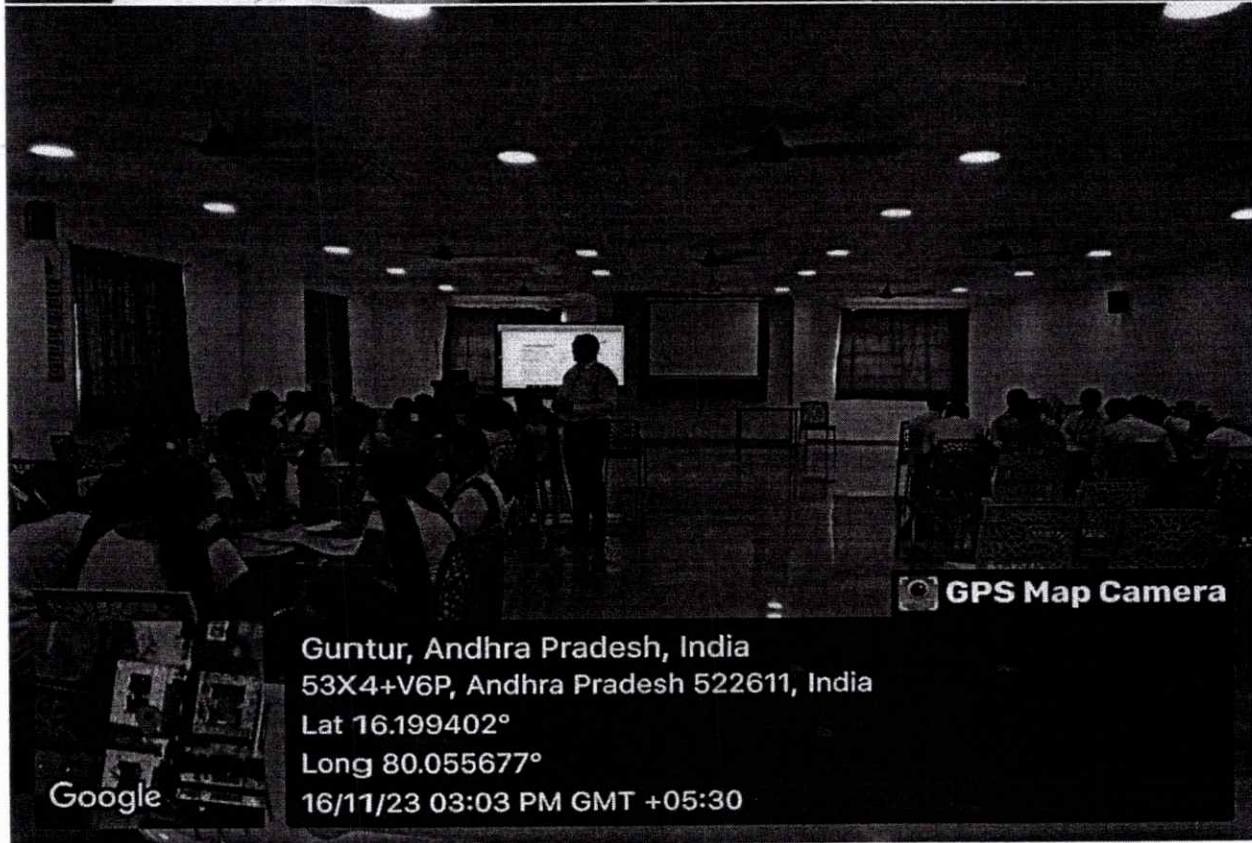 GPS Map Camera
Guntur, Andhra Pradesh, India
53X4+V6P, Andhra Pradesh 522611, India
Lat 16.199402°
Long 80.055677°
16/11/23 03:03 PM GMT +05:30
Google